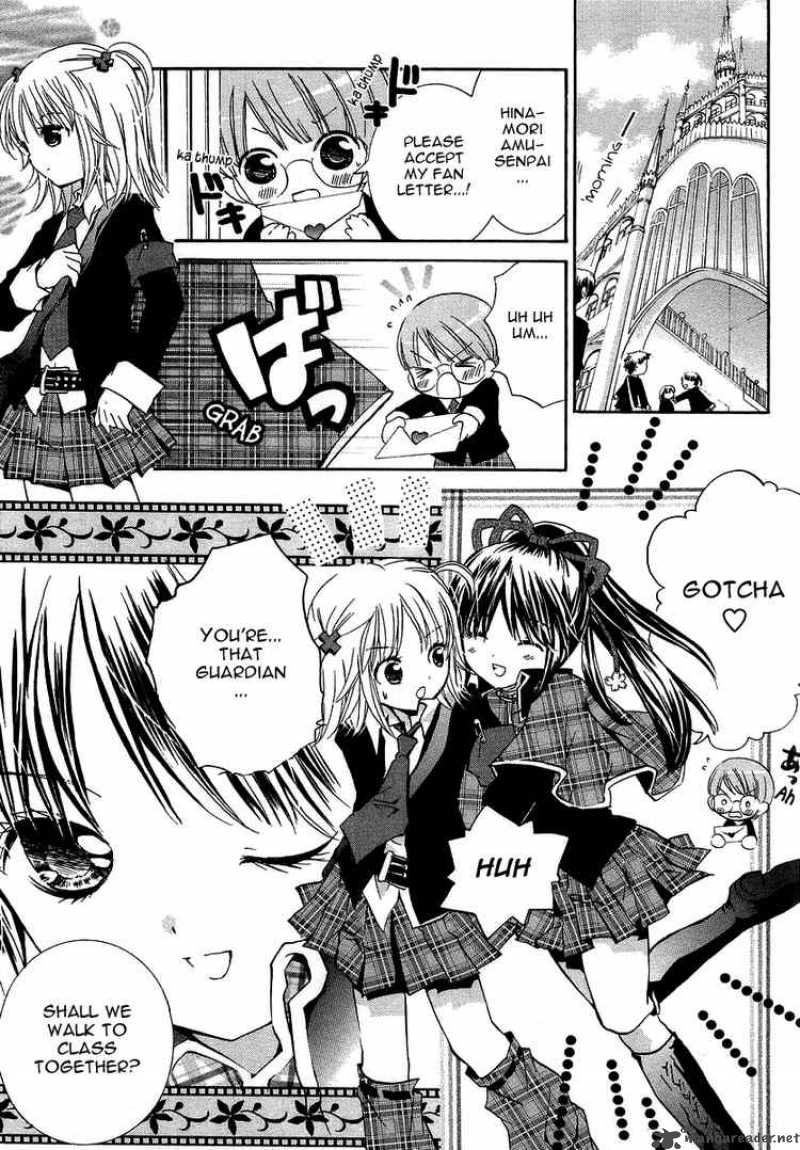 'morning
HINA-
MORI
AMU-
SENPAI
...
PLEASE
ACCEPT
MY FAN
LETTER...!
ka thump
ドキ
ka thump
ドキ
UH UH
UM...
ばっ
GRAB
GOTCHA
♡
あっ
Ah
HUH
YOU'RE...
THAT
GUARDIAN
...
SHALL WE
WALK TO
CLASS
TOGETHER?
mangareader.net